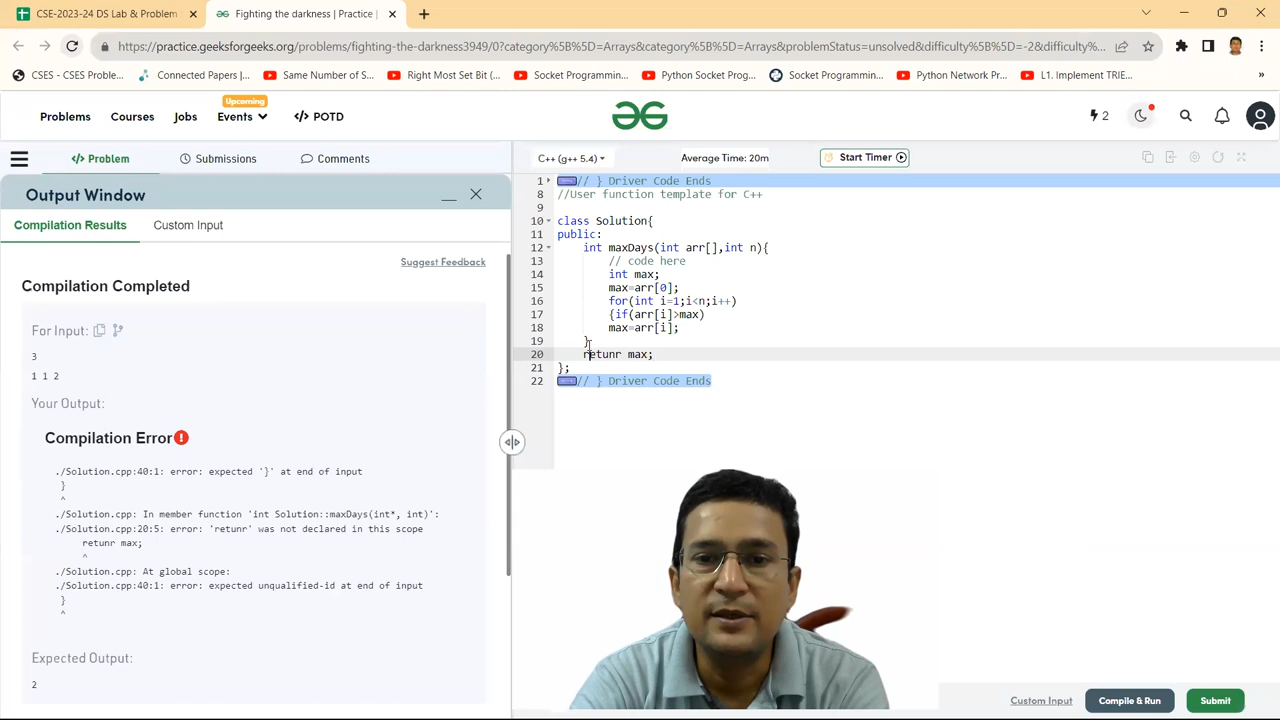 CSE-2023-24 DS Lab & Problem
Fighting the darkness | Practice |
https://practice.geeksforgeeks.org/problems/fighting-the-darkness3949/0?category%5B%5D=Arrays&category%5B%5D=Arrays&problemStatus=unsolved&difficulty%5B%5D=-2&difficulty%...
CSES - CSES Proble...
Connected Papers |...
Same Number of S...
Right Most Set Bit (...
Socket Programmin...
Python Socket Prog...
Socket Programmin...
Python Network Pr...
L1. Implement TRIE...
»
Upcoming
Problems
Courses
Jobs
Events
</> POTD
2
</> Problem
Submissions
Comments
C++ (g++ 5.4)
Average Time: 20m
Start Timer
Output Window
Compilation Results
Custom Input
Suggest Feedback
Compilation Completed
For Input:
3
1 1 2
Your Output:
Compilation Error
./Solution.cpp:40:1: error: expected '}' at end of input
}
^
./Solution.cpp: In member function 'int Solution::maxDays(int*, int)':
./Solution.cpp:20:5: error: 'retunr' was not declared in this scope
retunr max;
^
./Solution.cpp: At global scope:
./Solution.cpp:40:1: error: expected unqualified-id at end of input
}
^
Expected Output:
2
1 // } Driver Code Ends
8 //User function template for C++
9
10 class Solution{
11 public:
12 int maxDays(int arr[],int n){
13 // code here
14 int max;
15 max=arr[0];
16 for(int i=1;i<n;i++)
17 {if(arr[i]>max)
18 max=arr[i];
19 }
20 retunr max;
21 };
22 // } Driver Code Ends
Custom Input
Compile & Run
Submit